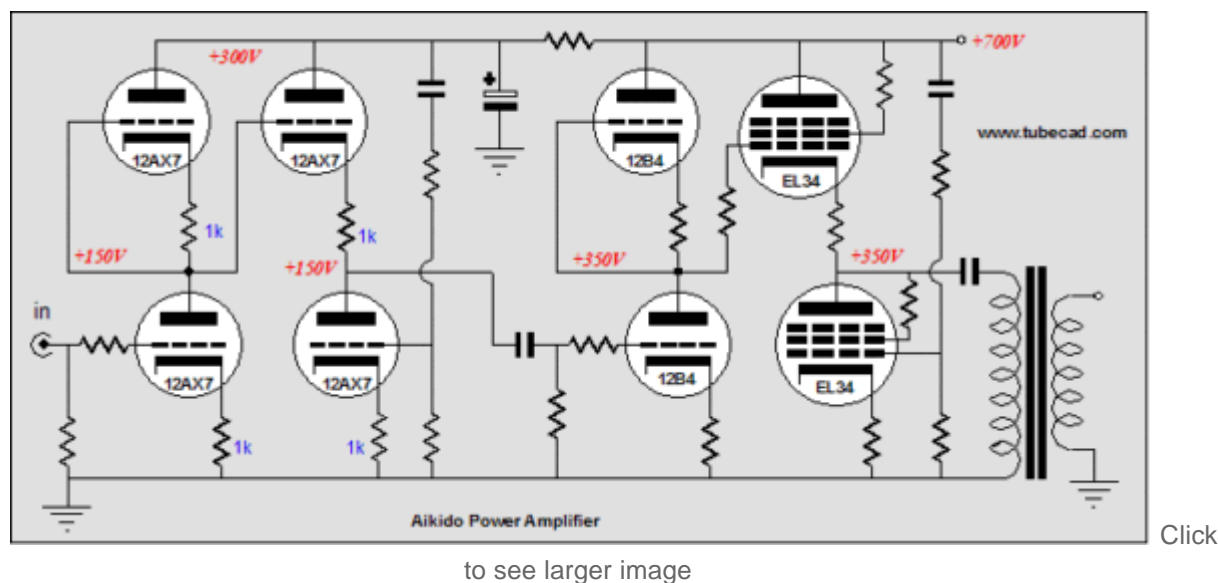 +300V
+700V
www.tubecad.com
12AX7
12AX7
12B4
EL34
1k
1k
+150V
+150V
+350V
+350V
in
12AX7
12AX7
12B4
EL34
1k
1k
Aikido Power Amplifier
Click
to see larger image